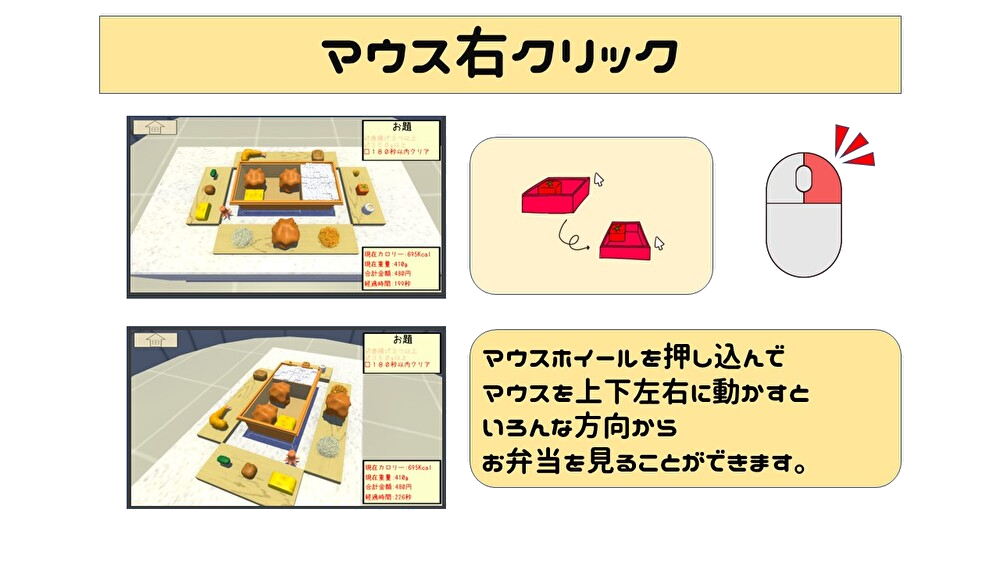 マウス右クリック
お題
□180秒以内クリア
現在カロリー:695Kcal
現在重量:410g
合計金額:480円
経過時間:199秒
お題
□180秒以内クリア
現在カロリー:695Kcal
現在重量:410g
合計金額:480円
経過時間:226秒
マウスホイールを押し込んで
マウスを上下左右に動かすと
いろんな方向から
お弁当を見ることができます。